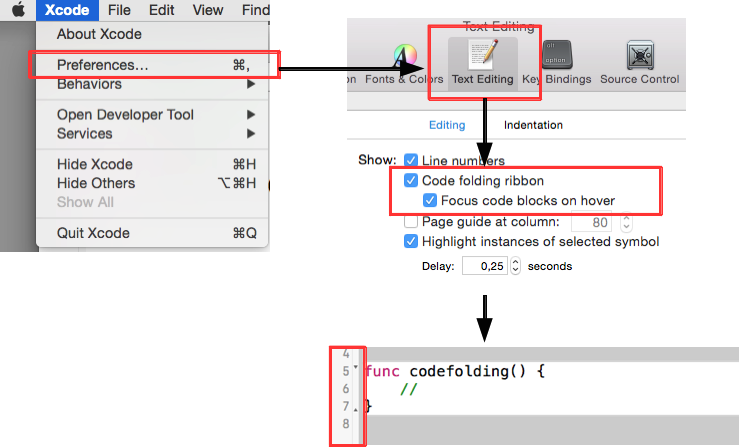 Xcode File Edit View Find
About Xcode
Preferences… ⌘,
Behaviors ▶
Open Developer Tool ▶
Services ▶
Hide Xcode ⌘H
Hide Others ⌥⌘H
Show All
Quit Xcode ⌘Q
Text Editing
Fonts & Colors Text Editing Key Bindings Source Control
alt
option
Editing Indentation
Show: Line numbers
Code folding ribbon
Focus code blocks on hover
Page guide at column: 80
Highlight instances of selected symbol
Delay: 0,25 seconds
4
5 func codefolding() {
6 //
7 }
8